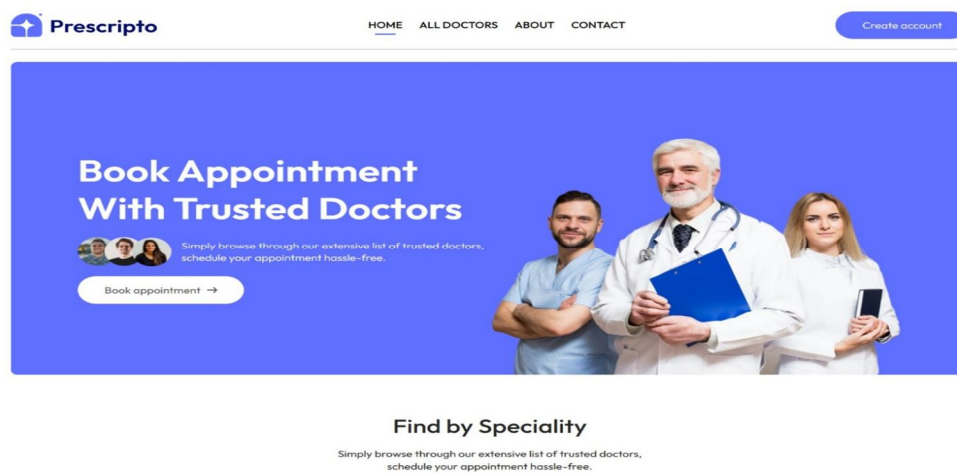 Prescripto
HOME ALL DOCTORS ABOUT CONTACT
Create account
Book Appointment
With Trusted Doctors
Simply browse through our extensive list of trusted doctors,
schedule your appointment hassle-free.
Book appointment →
Find by Speciality
Simply browse through our extensive list of trusted doctors,
schedule your appointment hassle-free.